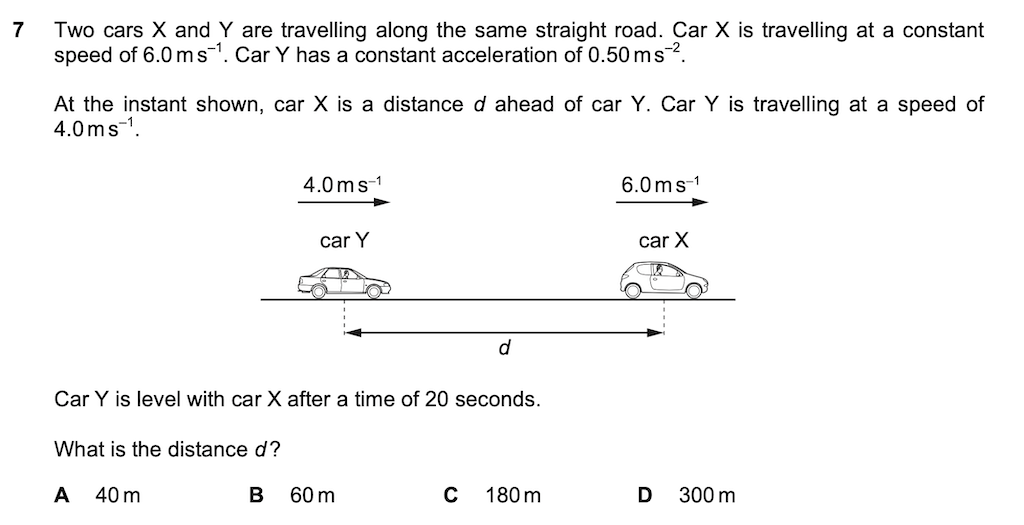 7 Two cars X and Y are travelling along the same straight road. Car X is travelling at a constant
speed of 6.0 m s⁻¹. Car Y has a constant acceleration of 0.50 m s⁻².
At the instant shown, car X is a distance d ahead of car Y. Car Y is travelling at a speed of
4.0 m s⁻¹.
4.0 m s⁻¹ 6.0 m s⁻¹
car Y car X
d
Car Y is level with car X after a time of 20 seconds.
What is the distance d?
A 40 m B 60 m C 180 m D 300 m